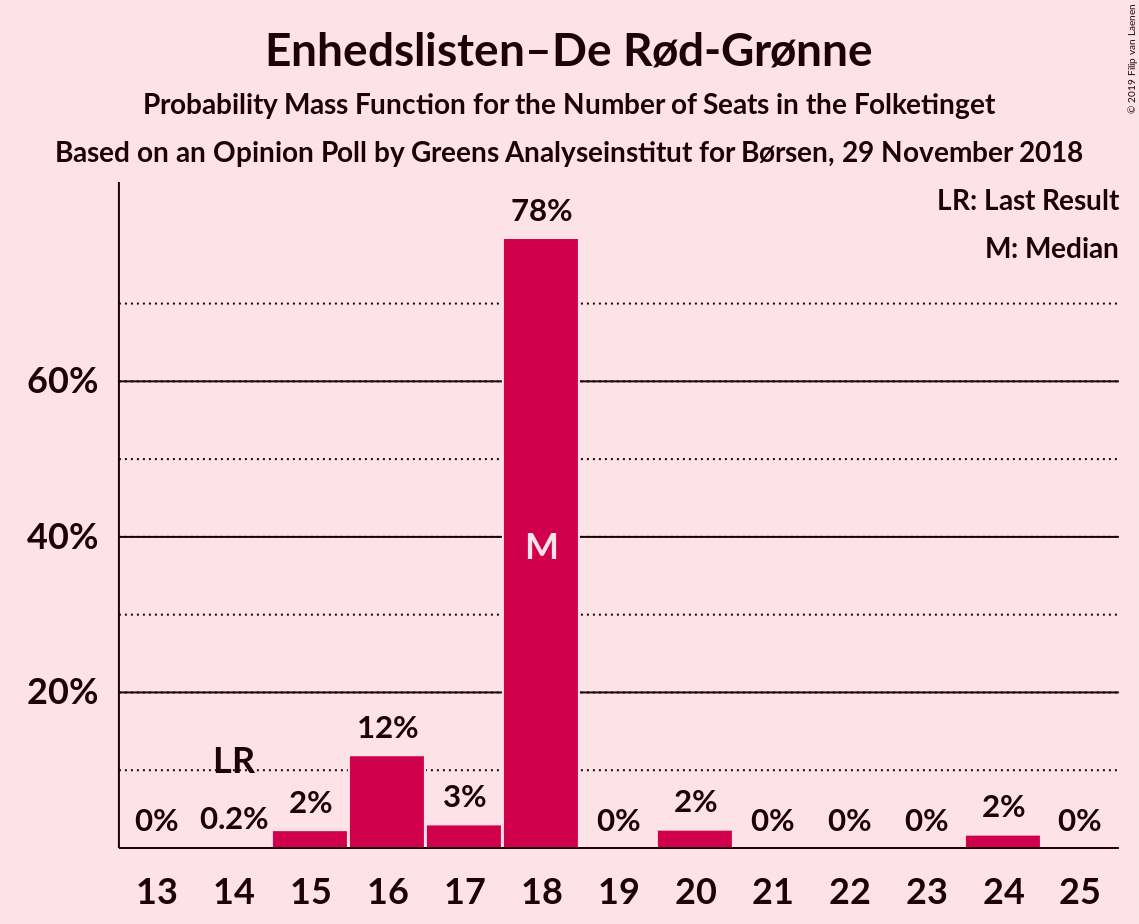 Enhedslisten–De Rød-Grønne
Probability Mass Function for the Number of Seats in the Folketinget
Based on an Opinion Poll by Greens Analyseinstitut for Børsen, 29 November 2018
© 2019 Filip van Laenen
LR: Last Result
M: Median
60%
40%
20%
0%
0.2%
LR
2%
12%
3%
78%
M
0%
2%
0%
0%
0%
2%
0%
13 14 15 16 17 18 19 20 21 22 23 24 25